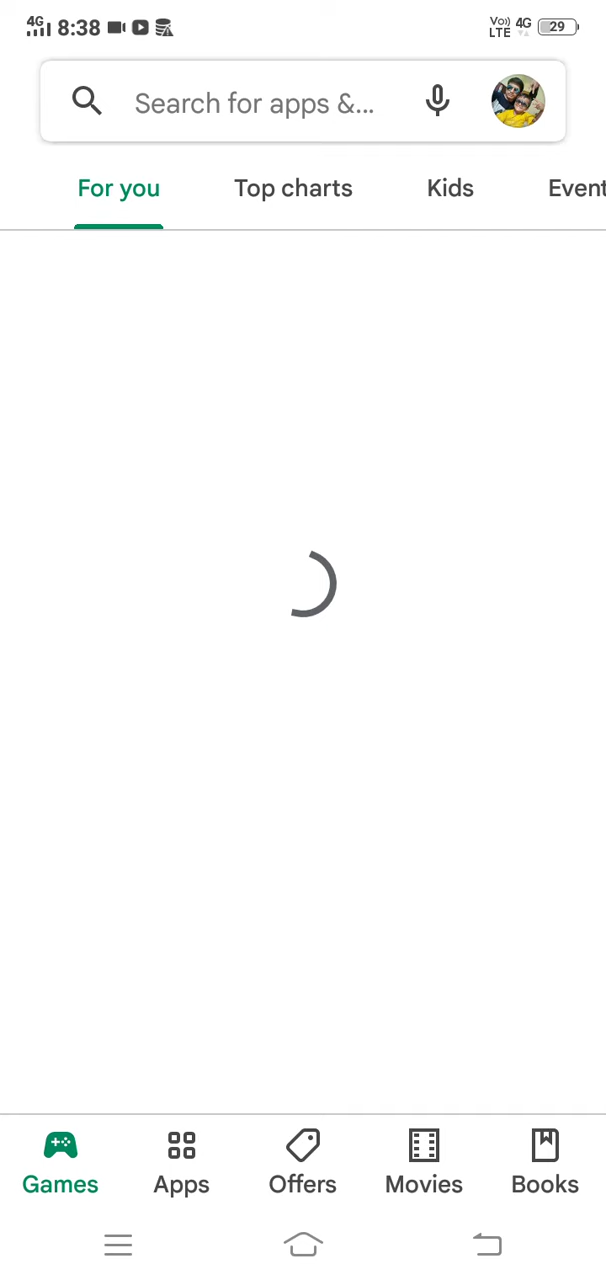 4G 8:38 Vo) LTE 4G 29
Search for apps &...
For you Top charts Kids Event
Games Apps Offers Movies Books